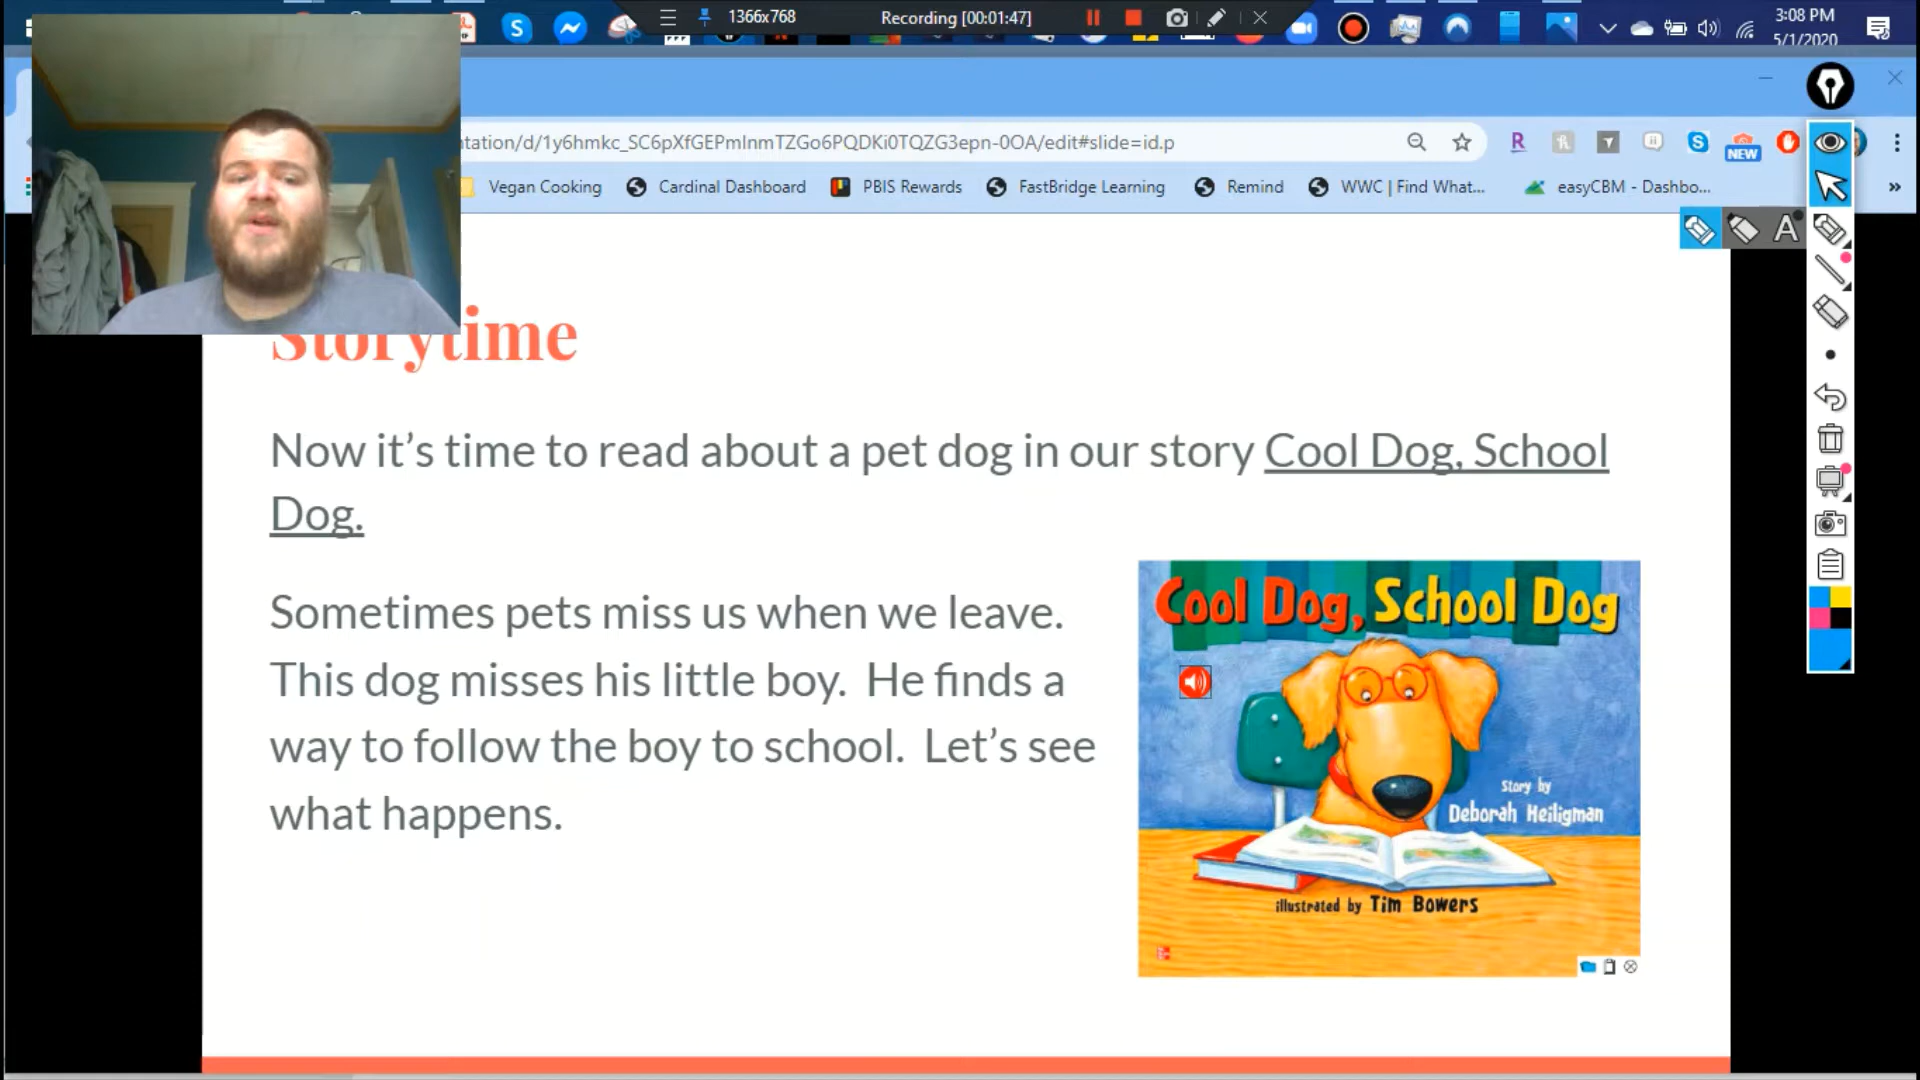 1366x768
Recording [00:01:47]
3:08 PM
5/1/2020
ntation/d/1y6hmkc_SC6pXfGEPmInmTZGo6PQDKi0TQZG3epn-0OA/edit#slide=id.p
NEW
Vegan Cooking
Cardinal Dashboard
PBIS Rewards
FastBridge Learning
Remind
WWC | Find What...
easyCBM - Dashbo...
»
A
Storytime
Now it's time to read about a pet dog in our story Cool Dog, School
Dog.
Sometimes pets miss us when we leave.
This dog misses his little boy. He finds a
way to follow the boy to school. Let's see
what happens.
Cool Dog, School Dog
Story by
Deborah Heiligman
illustrated by Tim Bowers